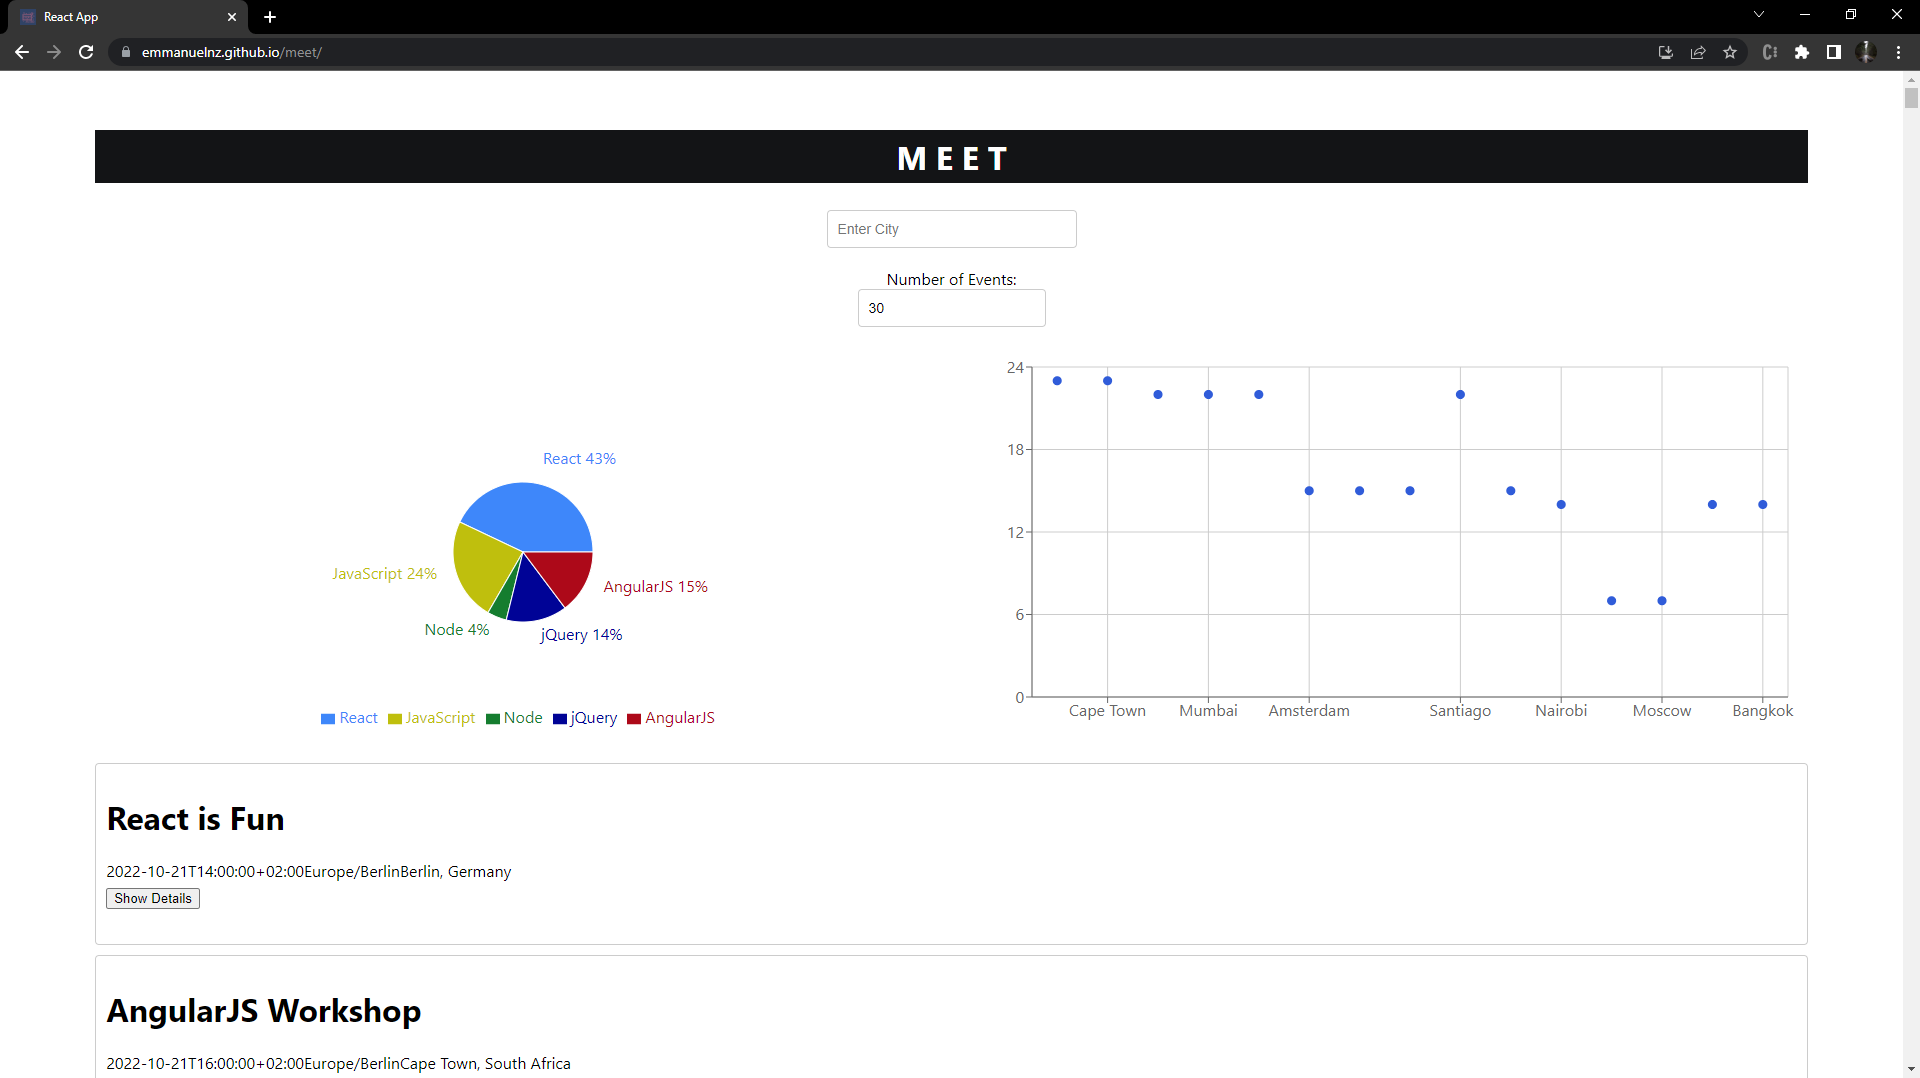 React App
emmanuelnz.github.io/meet/
MEET
Enter City
Number of Events:
30
React 43%
JavaScript 24%
AngularJS 15%
Node 4%
jQuery 14%
React JavaScript Node jQuery AngularJS
24
18
12
6
0
Cape Town Mumbai Amsterdam Santiago Nairobi Moscow Bangkok
React is Fun
2022-10-21T14:00:00+02:00Europe/BerlinBerlin, Germany
Show Details
AngularJS Workshop
2022-10-21T16:00:00+02:00Europe/BerlinCape Town, South Africa